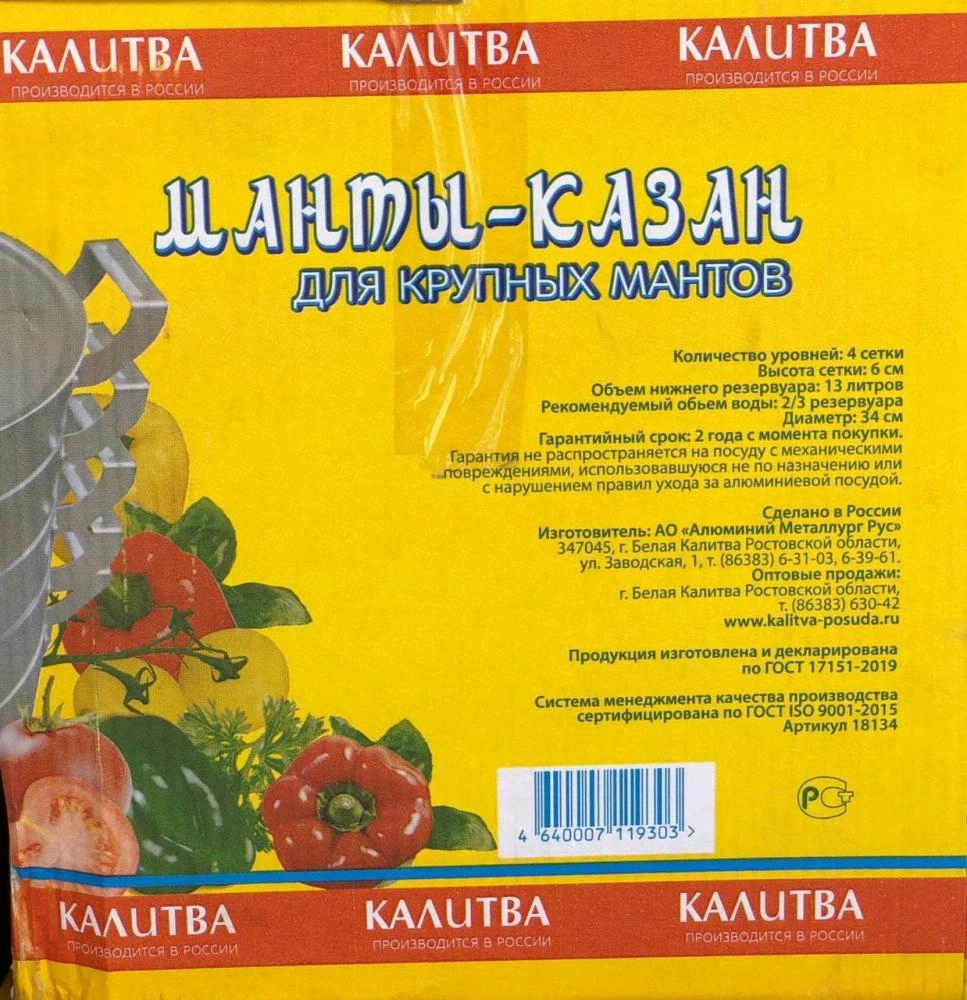 КАЛИТВА КАЛИТВА КАЛИТВА
ПРОИЗВОДИТСЯ В РОССИИ ПРОИЗВОДИТСЯ В РОССИИ ПРОИЗВОДИТСЯ В РОССИИ
МАНТЫ-КАЗАН
ДЛЯ КРУПНЫХ МАНТОВ
Количество уровней: 4 сетки
Высота сетки: 6 см
Объем нижнего резервуара: 13 литров
Рекомендуемый обьем воды: 2/3 резервуара
Диаметр: 34 см
Гарантийный срок: 2 года с момента покупки.
Гарантия не распространяется на посуду с механическими
повреждениями, использовавшуюся не по назначению или
с нарушением правил ухода за алюминиевой посудой.
Сделано в России
Изготовитель: АО «Алюминий Металлург Рус»
347045, г. Белая Калитва Ростовской области,
ул. Заводская, 1, т. (86383) 6-31-03, 6-39-61.
Оптовые продажи:
г. Белая Калитва Ростовской области,
т. (86383) 630-42
www.kalitva-posuda.ru
Продукция изготовлена и декларирована
по ГОСТ 17151-2019
Система менеджмента качества производства
сертифицирована по ГОСТ ISO 9001-2015
Артикул 18134
4 640007 119303 >
РСТ
КАЛИТВА КАЛИТВА КАЛИТВА
ПРОИЗВОДИТСЯ В РОССИИ ПРОИЗВОДИТСЯ В РОССИИ ПРОИЗВОДИТСЯ В РОССИИ